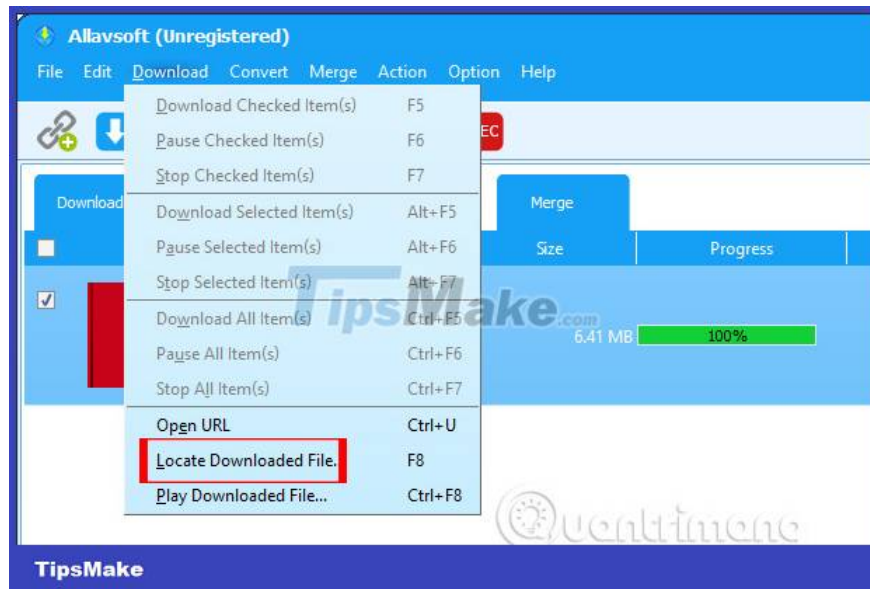 Allavsoft (Unregistered)
File Edit Download Convert Merge Action Option Help
Download Checked Item(s) F5
Pause Checked Item(s) F6
EC
Stop Checked Item(s) F7
Download
Merge
Download Selected Item(s) Alt+F5
Pause Selected Item(s) Alt+F6
Size Progress
Stop Selected Item(s) Alt+F7
TipsMake.com
Download All Item(s) Ctrl+F5
6.41 MB 100%
Pause All Item(s) Ctrl+F6
Stop All Item(s) Ctrl+F7
Open URL Ctrl+U
Locate Downloaded File. F8
Play Downloaded File... Ctrl+F8
Quantrimang
TipsMake